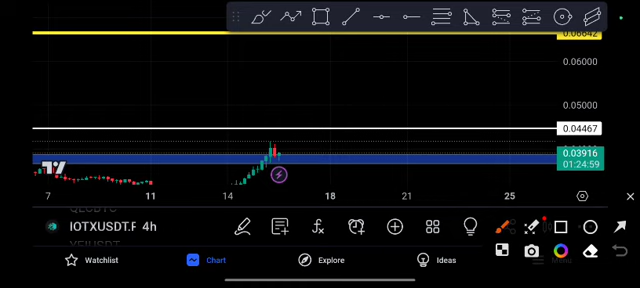 0.06642
0.06000
0.05000
0.04467
0.03916
01:24:59
7 11 14 18 21 25
IOTXUSDT.P 4h
Watchlist
Chart
Explore
Ideas